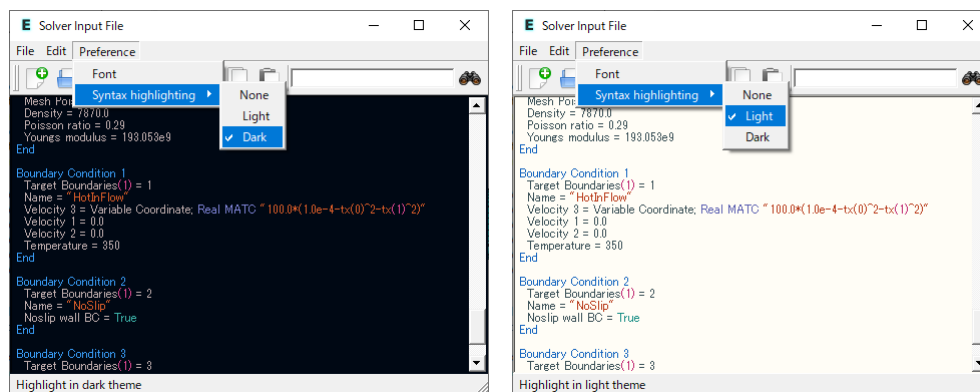 Solver Input File
File Edit Preference
Font
Syntax highlighting
None
Light
Dark
Density = 7870.0
Poisson ratio = 0.29
Youngs modulus = 193.053e9
End
Boundary Condition 1
Target Boundaries(1) = 1
Name = "HotInFlow"
Velocity 3 = Variable Coordinate; Real MATC "100.0*(1.0e-4-tx(0)^2-tx(1)^2)"
Velocity 1 = 0.0
Velocity 2 = 0.0
Temperature = 350
End
Boundary Condition 2
Target Boundaries(1) = 2
Name = "NoSlip"
Noslip wall BC = True
End
Boundary Condition 3
Target Boundaries(1) = 3
Highlight in dark theme
Solver Input File
File Edit Preference
Font
Syntax highlighting
None
Light
Dark
Density = 7870.0
Poisson ratio = 0.29
Youngs modulus = 193.053e9
End
Boundary Condition 1
Target Boundaries(1) = 1
Name = "HotInFlow"
Velocity 3 = Variable Coordinate; Real MATC "100.0*(1.0e-4-tx(0)^2-tx(1)^2)"
Velocity 1 = 0.0
Velocity 2 = 0.0
Temperature = 350
End
Boundary Condition 2
Target Boundaries(1) = 2
Name = "NoSlip"
Noslip wall BC = True
End
Boundary Condition 3
Target Boundaries(1) = 3
Highlight in light theme